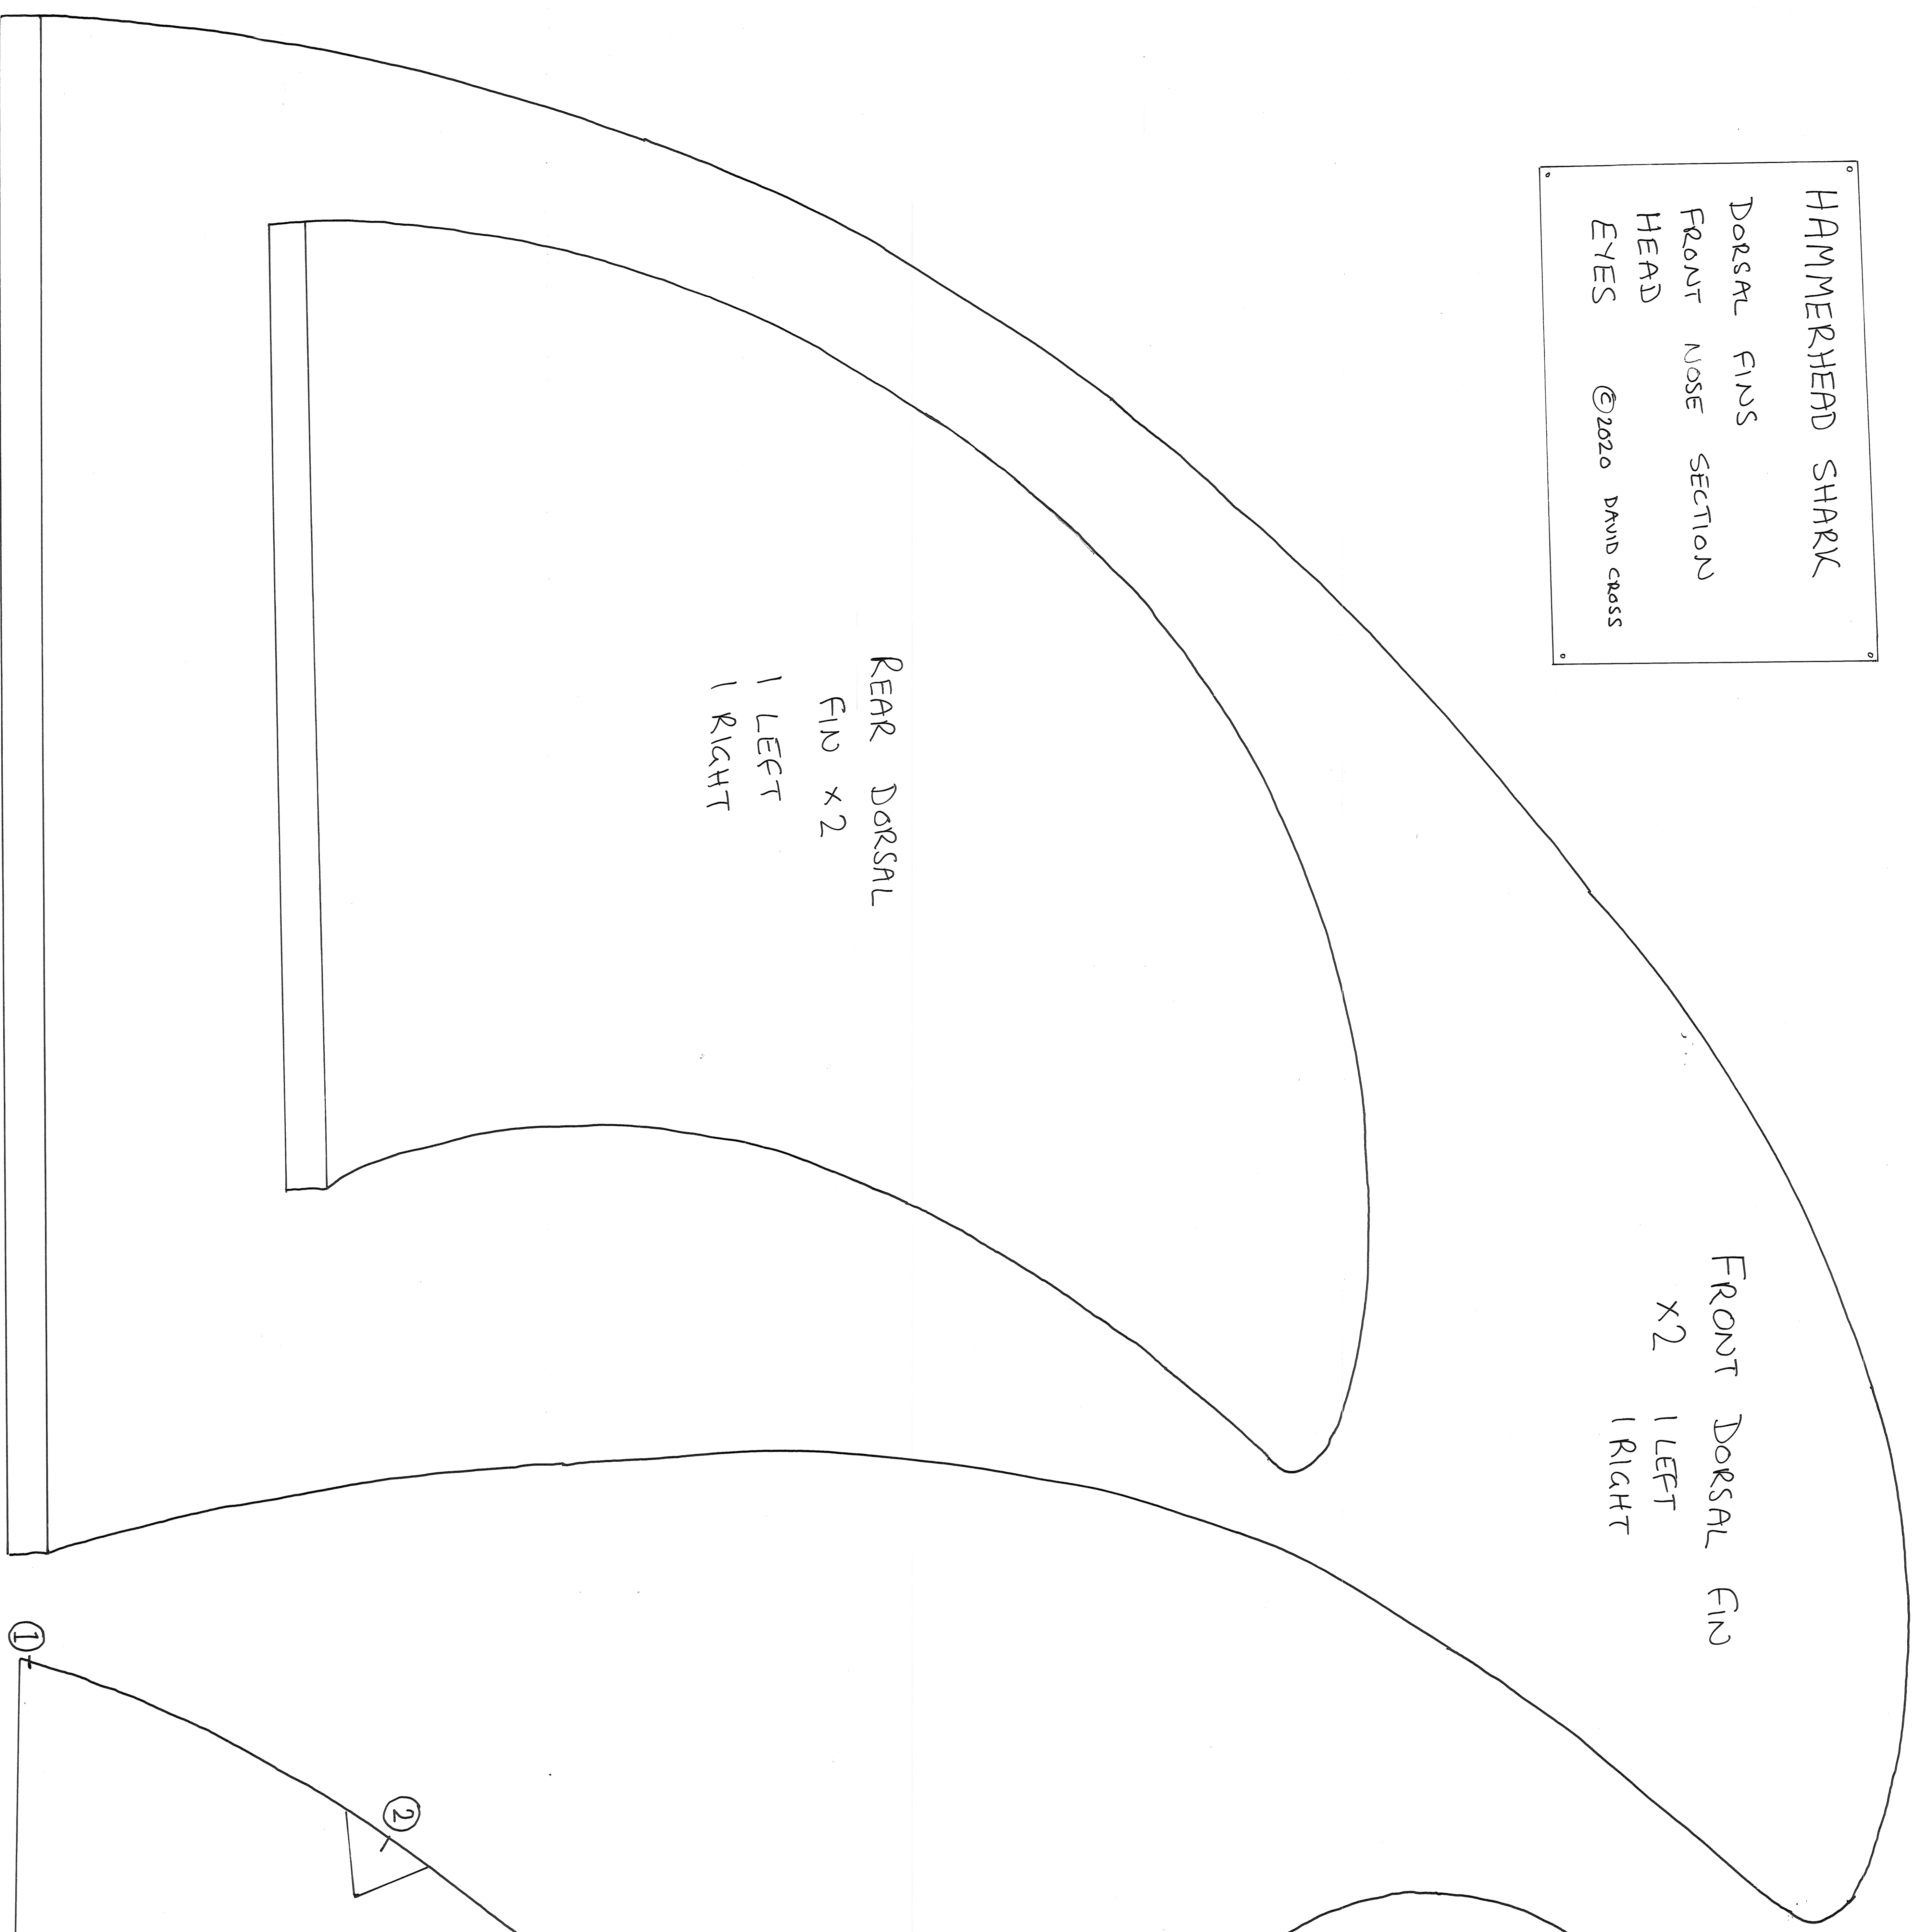 HAMMERHEAD SHARK
DORSAL FINS
FRONT NOSE SECTION
HEAD
EYES ©2020 DAVID CROSS
REAR DORSAL
FIN X2
1 LEFT
1 RIGHT
FRONT DORSAL FIN
X2 1 LEFT
1 RIGHT
1
2